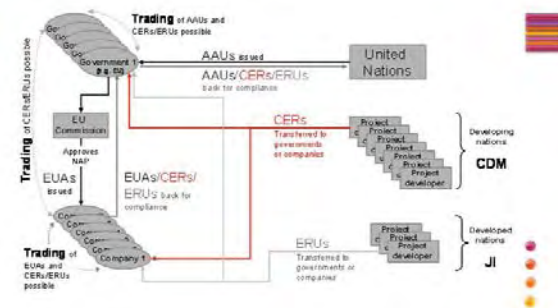 Trading of AAUs and
CERs/ERUs possible
Government 1
AAUs issued
United
Nations
AAUs/CERs/ERUs
back for compliance
Trading of CERs/ERUs possible
EU
Commission
Approves
NAP
EUAs
issued
EUAs/CERs/
ERUs back for
compliance
CERs
Transferred to
governments
or companies
Project
Project
Project
Project
Project
Project
developer
Developing
nations
CDM
Company 1
Trading of
EUAs and
CERs/ERUs
possible
ERUs
Transferred to
governments or
companies
Project
Project
Project
developer
Developed
nations
JI